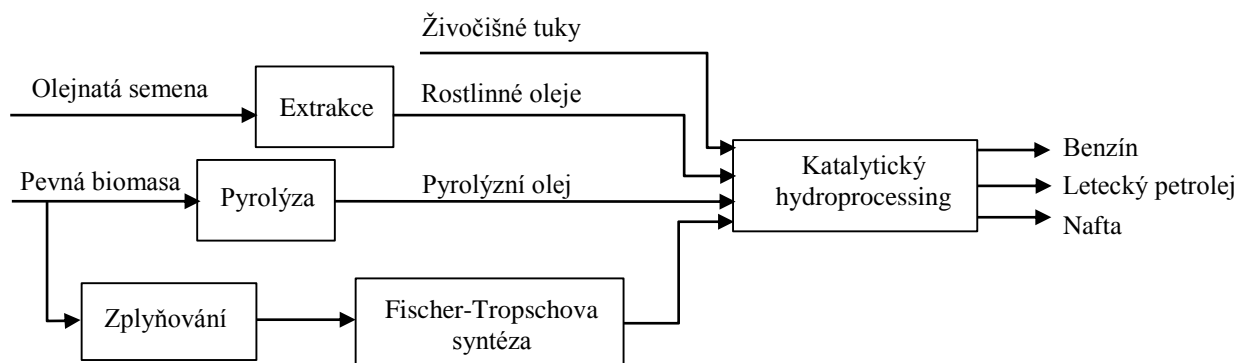 Živočišné tuky
Olejnatá semena
Extrakce
Rostlinné oleje
Katalytický
hydroprocessing
Benzín
Letecký petrolej
Nafta
Pevná biomasa
Pyrolýza
Pyrolýzní olej
Zplyňování
Fischer-Tropschova
syntéza